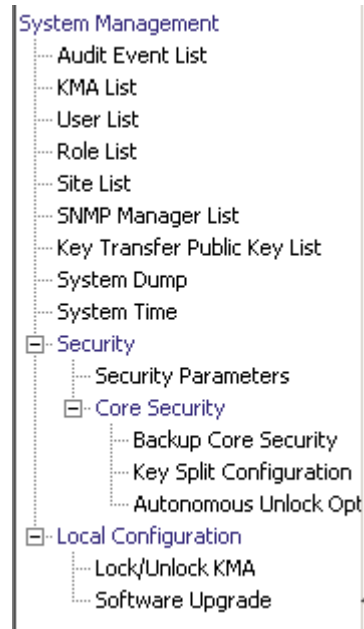 System Management
Audit Event List
KMA List
User List
Role List
Site List
SNMP Manager List
Key Transfer Public Key List
System Dump
System Time
Security
Security Parameters
Core Security
Backup Core Security
Key Split Configuration
Autonomous Unlock Opt
Local Configuration
Lock/Unlock KMA
Software Upgrade